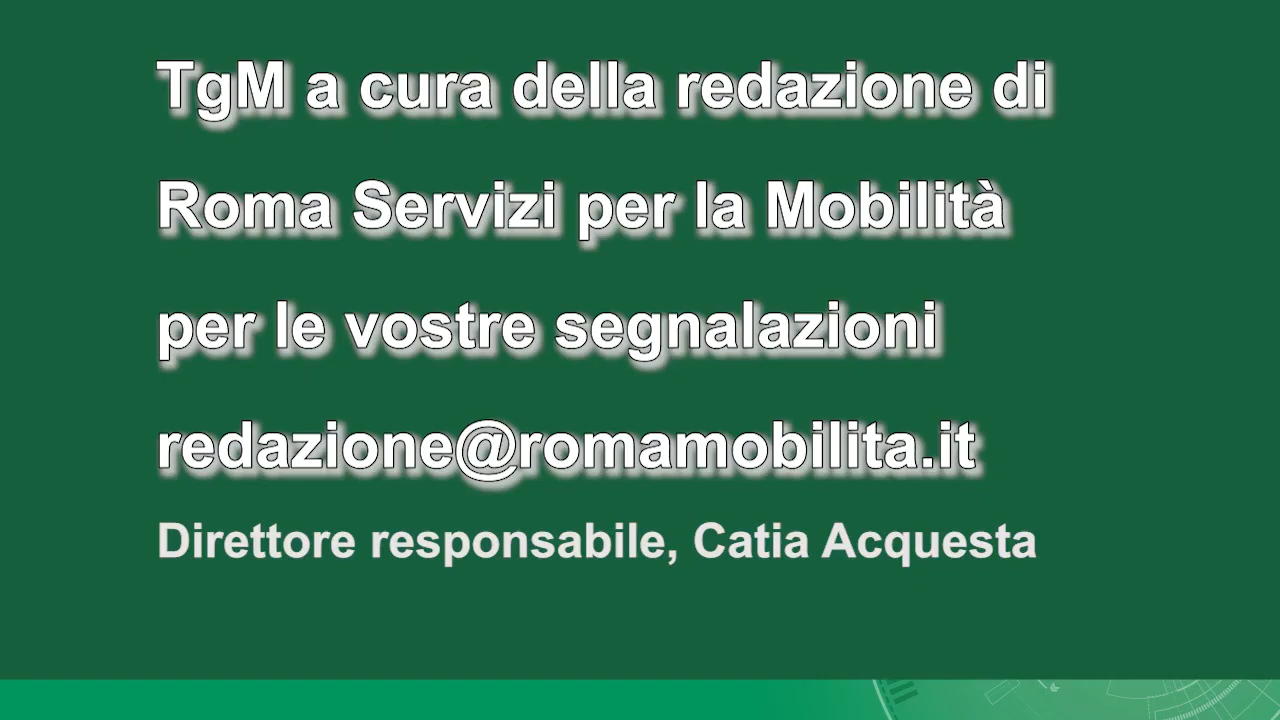 TgM a cura della redazione di
Roma Servizi per la Mobilità
per le vostre segnalazioni
redazione@romamobilita.it
Direttore responsabile, Catia Acquesta